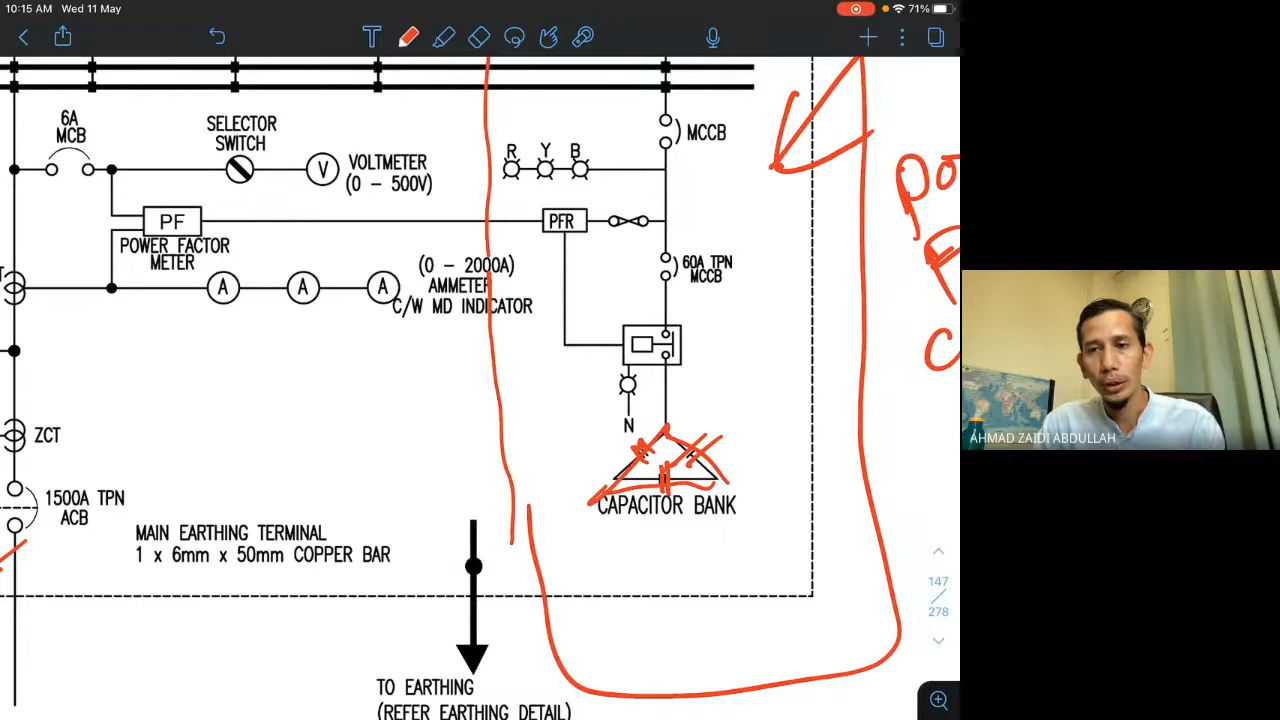 10:15 AM Wed 11 May
71%
6A
MCB
SELECTOR
SWITCH
V
VOLTMETER
(0 – 500V)
R Y B
MCCB
PF
POWER FACTOR
METER
PFR
60A TPN
MCCB
A A A
(0 – 2000A)
AMMETER
C/W MD INDICATOR
ZCT
N
1500A TPN
ACB
CAPACITOR BANK
MAIN EARTHING TERMINAL
1 x 6mm x 50mm COPPER BAR
TO EARTHING
(REFER EARTHING DETAIL)
147
278
AHMAD ZAIDI ABDULLAH